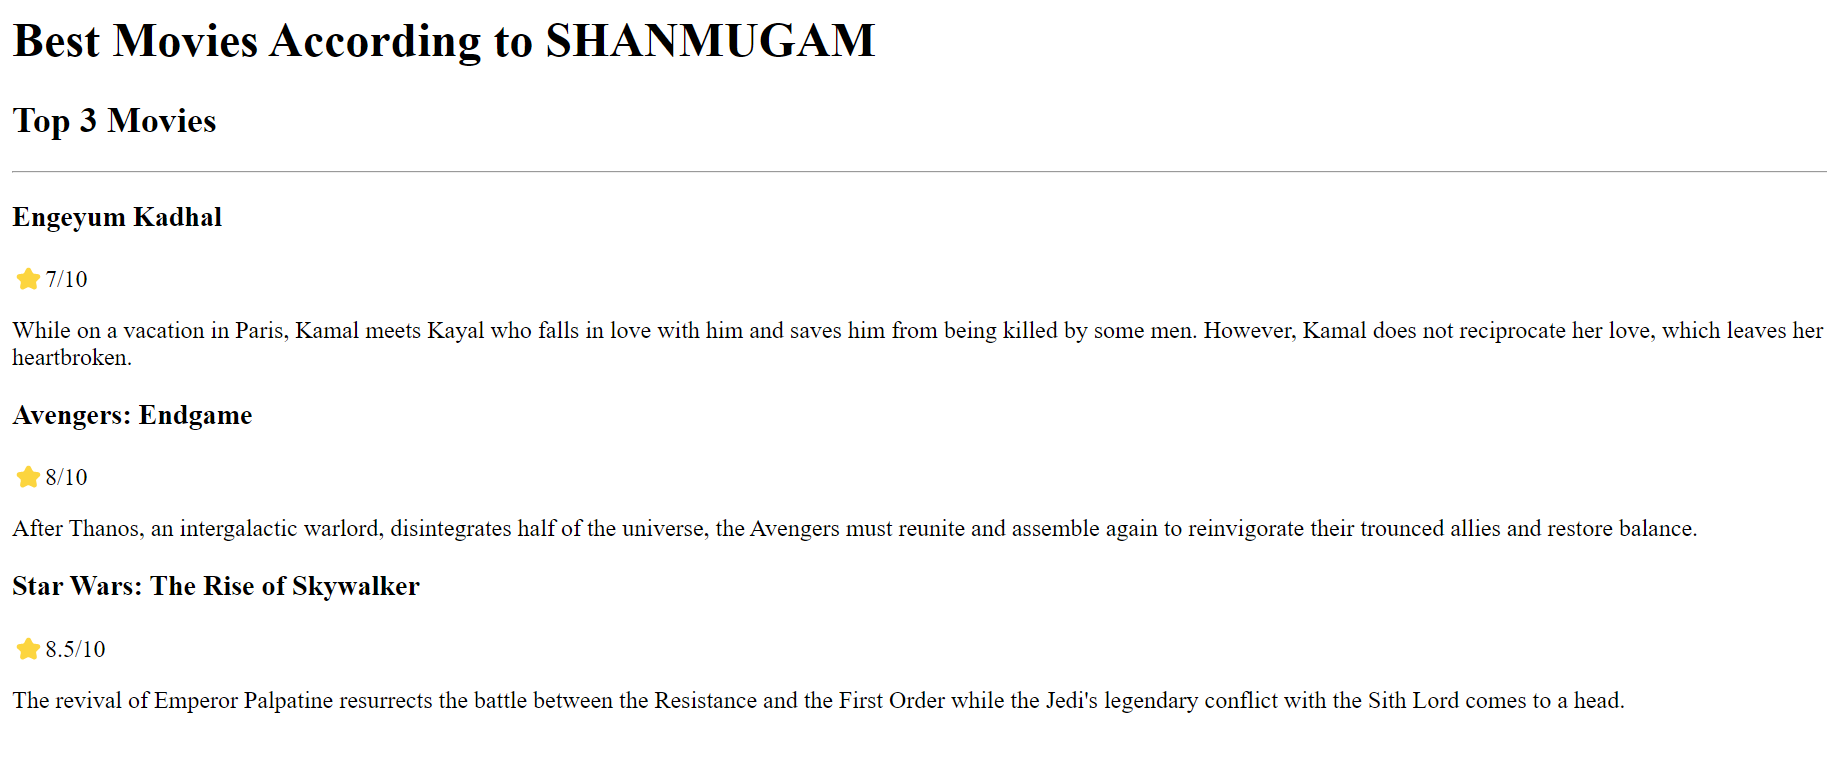 Best Movies According to SHANMUGAM
Top 3 Movies
Engeyum Kadhal
7/10
While on a vacation in Paris, Kamal meets Kayal who falls in love with him and saves him from being killed by some men. However, Kamal does not reciprocate her love, which leaves her
heartbroken.
Avengers: Endgame
8/10
After Thanos, an intergalactic warlord, disintegrates half of the universe, the Avengers must reunite and assemble again to reinvigorate their trounced allies and restore balance.
Star Wars: The Rise of Skywalker
8.5/10
The revival of Emperor Palpatine resurrects the battle between the Resistance and the First Order while the Jedi's legendary conflict with the Sith Lord comes to a head.